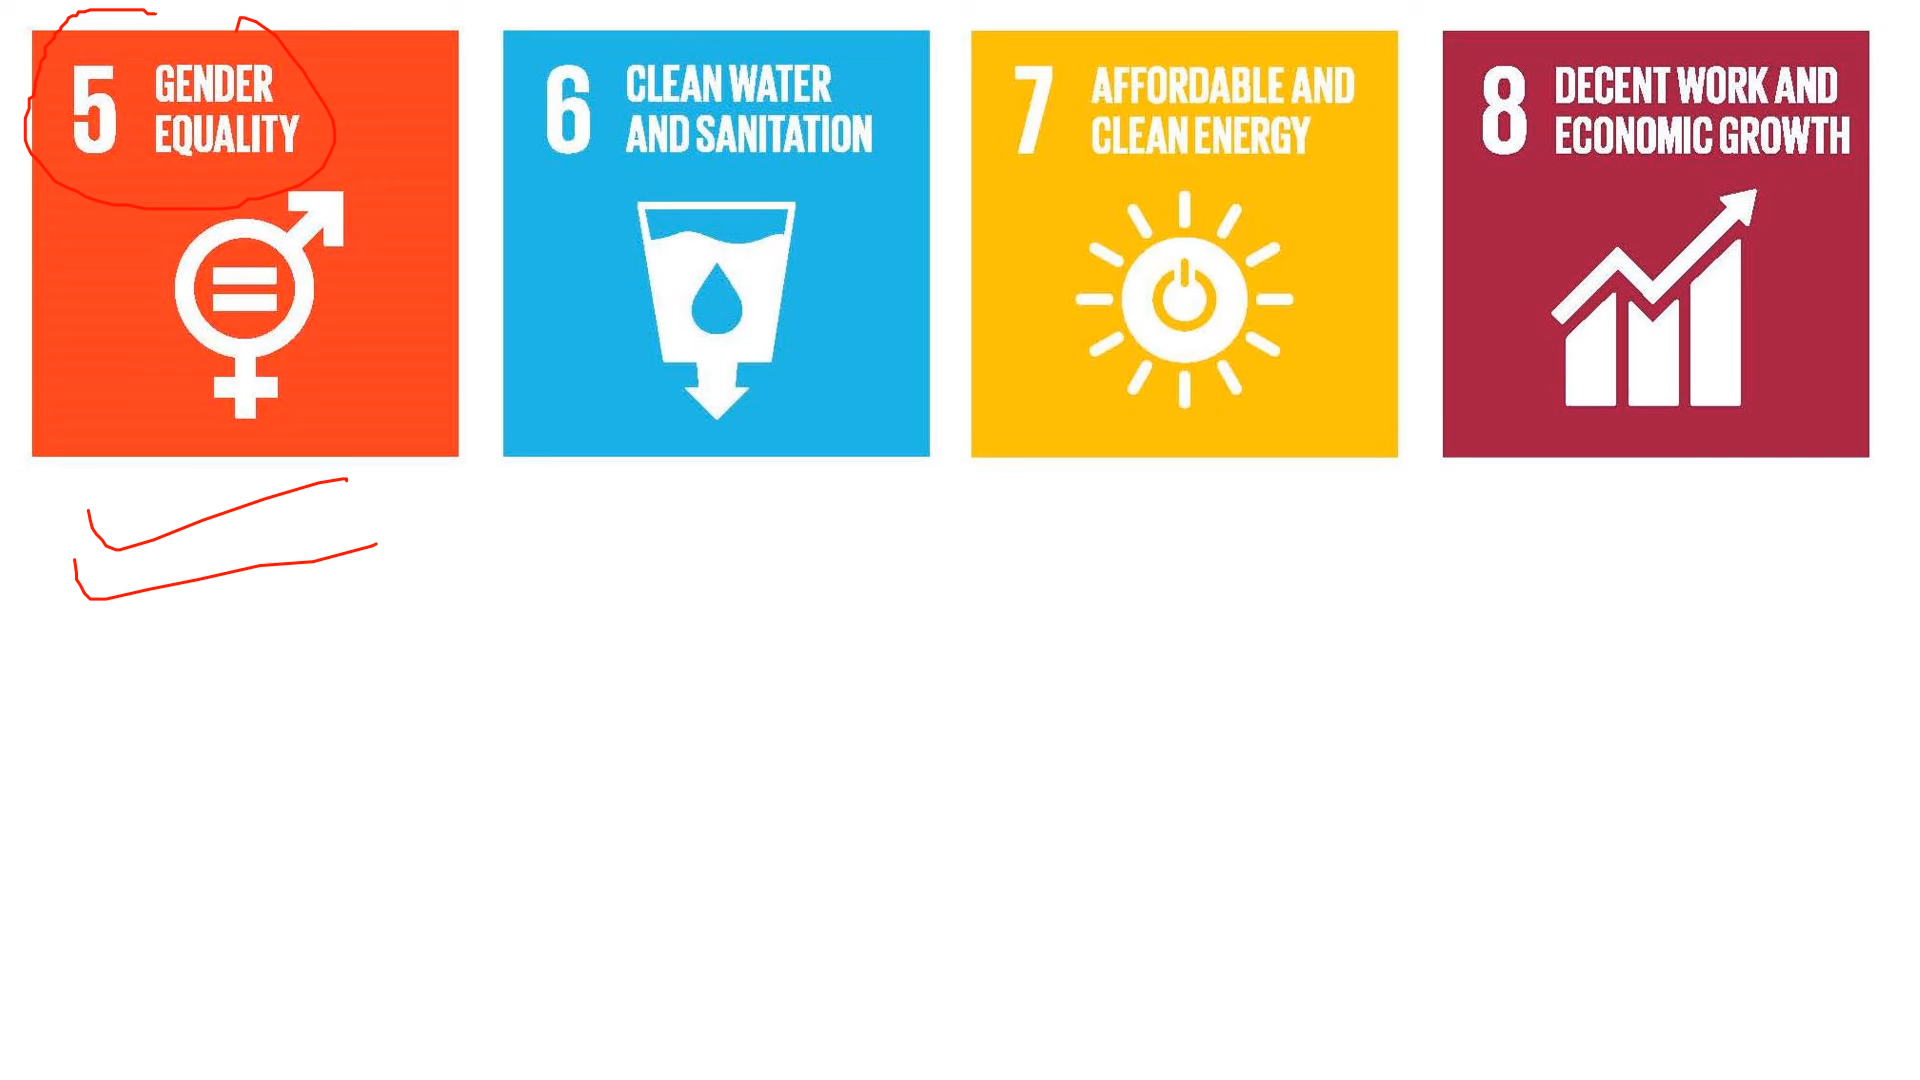 5 GENDER
EQUALITY
6 CLEAN WATER
AND SANITATION
7 AFFORDABLE AND
CLEAN ENERGY
8 DECENT WORK AND
ECONOMIC GROWTH